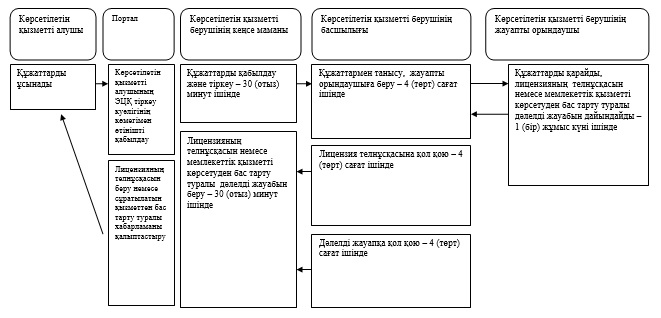 Көрсетілетін
қызметті алушы
Портал
Көрсетілетін қызметті
берушінің кеңсе маманы
Көрсетілетін қызметті берушінің
басшылығы
Көрсетілетін қызметті берушінің
жауапты орындаушы
Құжаттарды
ұсынады
Көрсетілетін
қызметті
алушының
ЭЦҚ тіркеу
куәлігінің
көмегімен
өтінішті
қабылдау
Лицензияның
телнұсқасын
беру немесе
сұратылатын
қызметтен бас
тарту туралы
хабарламаны
қалыптастыру
Құжаттарды қабылдау
және тіркеу – 30 (отыз)
минут ішінде
Лицензияның
телнұсқасын немесе
мемлекеттік қызметті
көрсетуден бас тарту
туралы дәлелді жауабын
беру – 30 (отыз) минут
ішінде
Құжаттармен танысу, жауапты
орындаушыға беру – 4 (төрт) сағат
ішінде
Лицензия телнұсқасына қол қою – 4
(төрт) сағат ішінде
Дәлелді жауапқа қол қою – 4 (төрт)
сағат ішінде
Құжаттарды қарайды,
лицензияның телнұсқасын
немесе мемлекеттік қызметті
көрсетуден бас тарту туралы
дәлелді жауабын дайындайды –
1 (бір) жұмыс күні ішінде